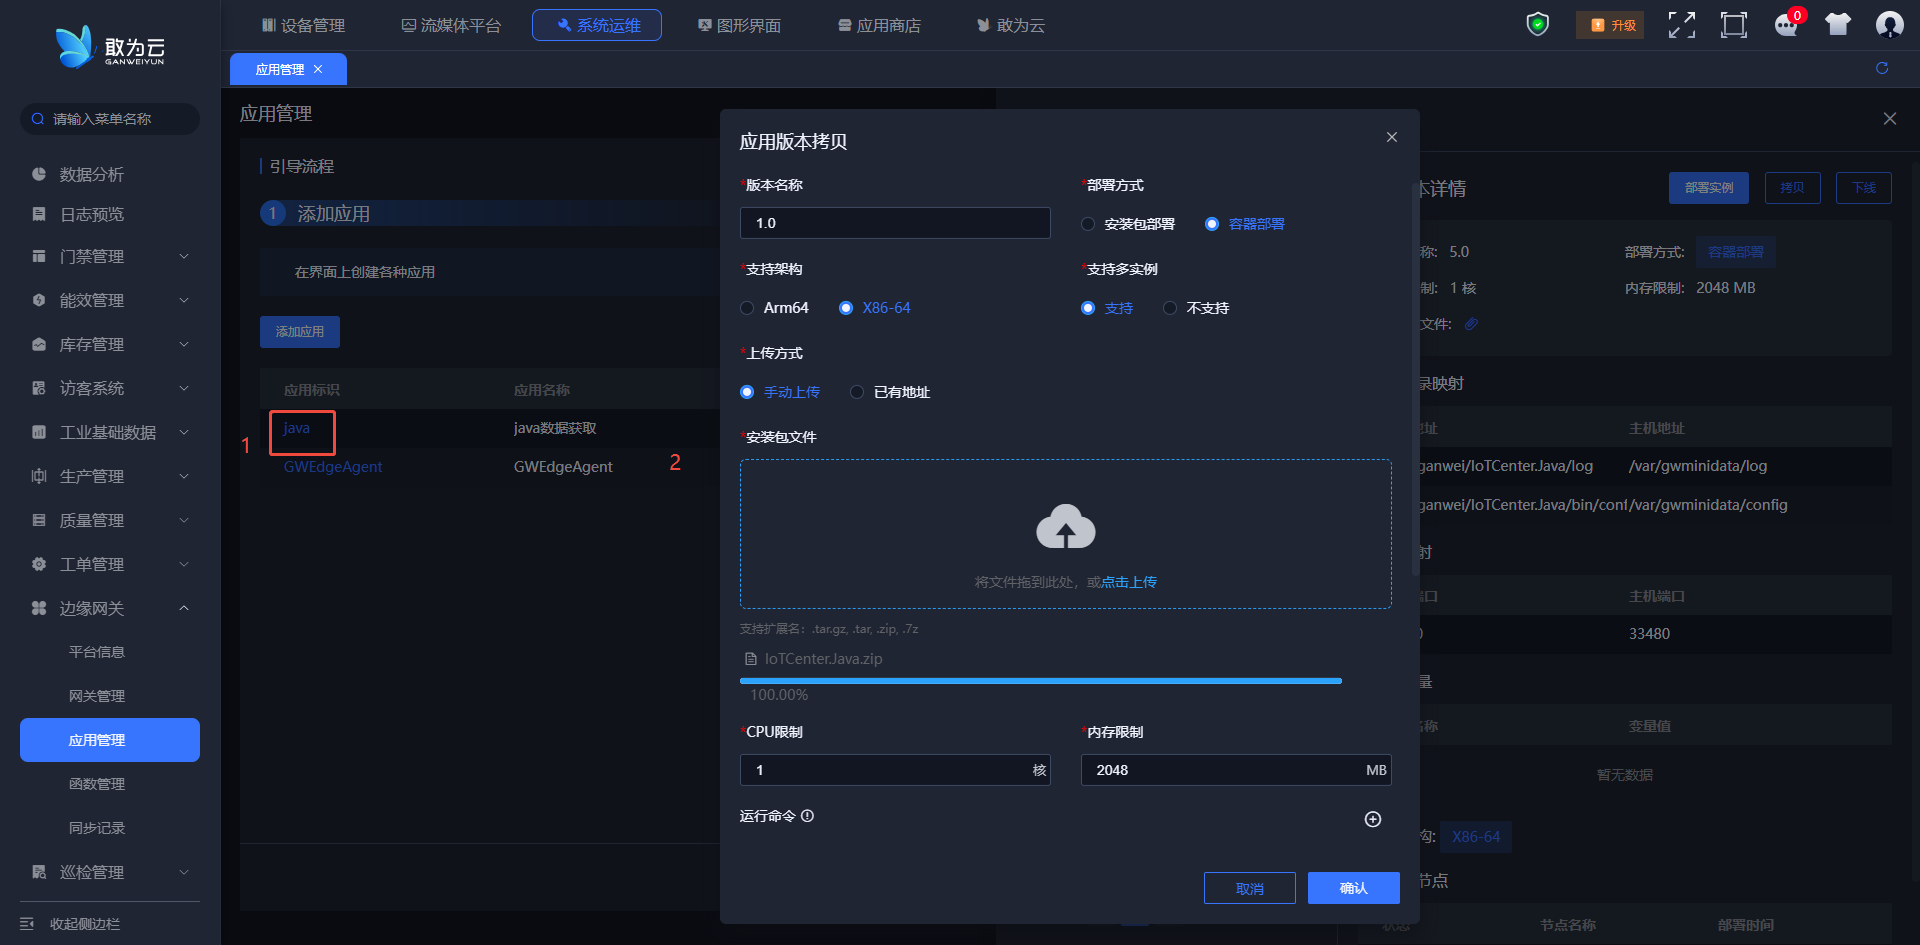 敢为云
GANWEIYUN
设备管理
流媒体平台
系统运维
图形界面
应用商店
敢为云
升级
0
应用管理
请输入菜单名称
数据分析
日志预览
门禁管理
能效管理
库存管理
访客系统
工业基础数据
生产管理
质量管理
工单管理
边缘网关
平台信息
网关管理
应用管理
函数管理
同步记录
巡检管理
收起侧边栏
应用管理
引导流程
1 添加应用
在界面上创建各种应用
添加应用
应用标识 应用名称
java java数据获取
GWEdgeAgent GWEdgeAgent
1
2
应用版本拷贝
*版本名称 *部署方式
1.0 安装包部署 容器部署
*支持架构 *支持多实例
Arm64 X86-64 支持 不支持
*上传方式
手动上传 已有地址
*安装包文件
将文件拖到此处，或点击上传
支持扩展名：.tar.gz, .tar, .zip, .7z
IoTCenter.Java.zip
100.00%
*CPU限制 *内存限制
1 核 2048 MB
运行命令
取消 确认
本详情
部署实例 拷贝 下线
称: 5.0 部署方式: 容器部署
制: 1 核 内存限制: 2048 MB
文件:
录映射
地址 主机地址
ganwei/IoTCenter.Java/log /var/gwminidata/log
ganwei/IoTCenter.Java/bin/conf /var/gwminidata/config
射
端口 主机端口
0 33480
量
名称 变量值
暂无数据
构: X86-64
节点
状态 节点名称 部署时间